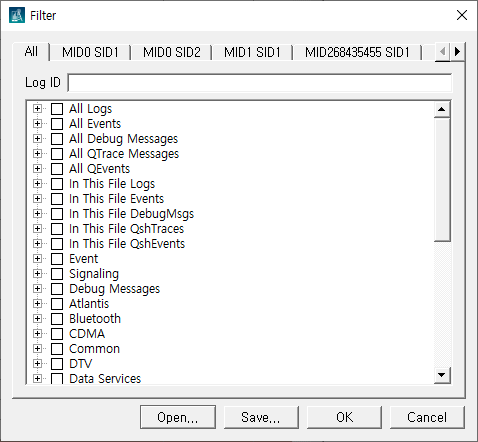 Filter
All MID0 SID1 MID0 SID2 MID1 SID1 MID268435455 SID1
Log ID
All Logs
All Events
All Debug Messages
All QTrace Messages
All QEvents
In This File Logs
In This File Events
In This File DebugMsgs
In This File QshTraces
In This File QshEvents
Event
Signaling
Debug Messages
Atlantis
Bluetooth
CDMA
Common
DTV
Data Services
Open... Save... OK Cancel